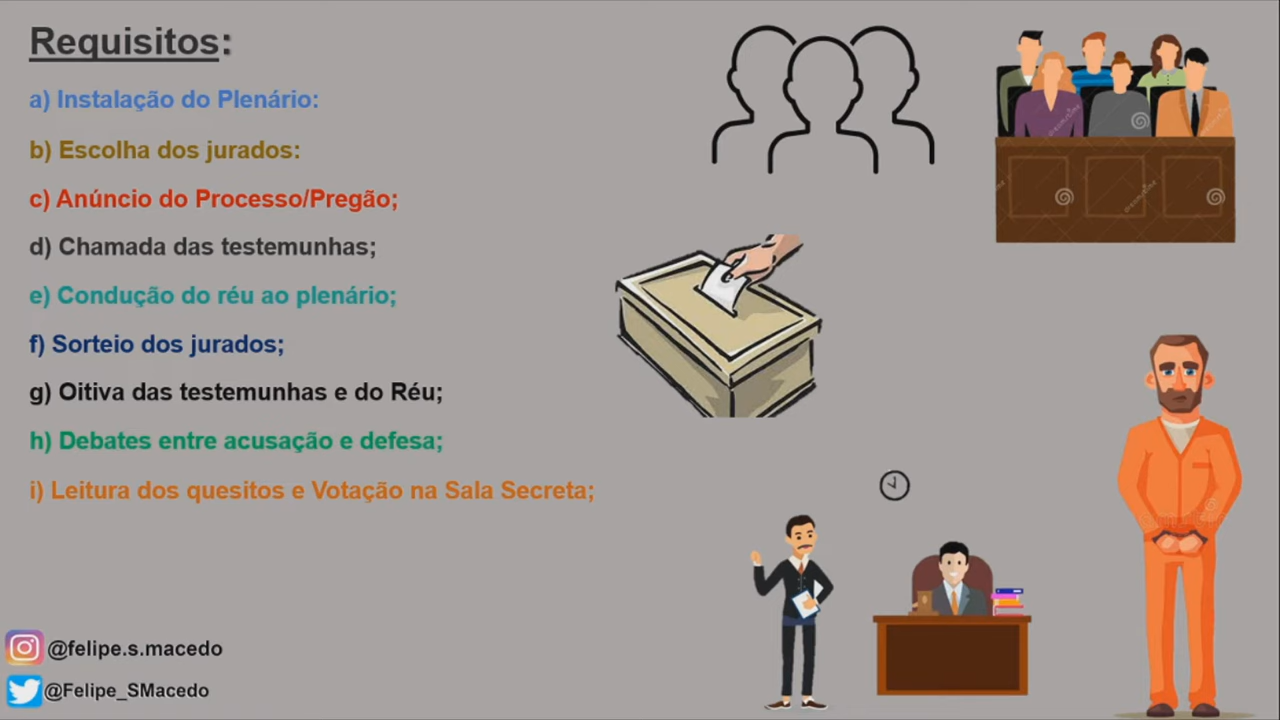 Requisitos:
a) Instalação do Plenário:
b) Escolha dos jurados:
c) Anúncio do Processo/Pregão;
d) Chamada das testemunhas;
e) Condução do réu ao plenário;
f) Sorteio dos jurados;
g) Oitiva das testemunhas e do Réu;
h) Debates entre acusação e defesa;
i) Leitura dos quesitos e Votação na Sala Secreta;
@felipe.s.macedo
@Felipe_SMacedo